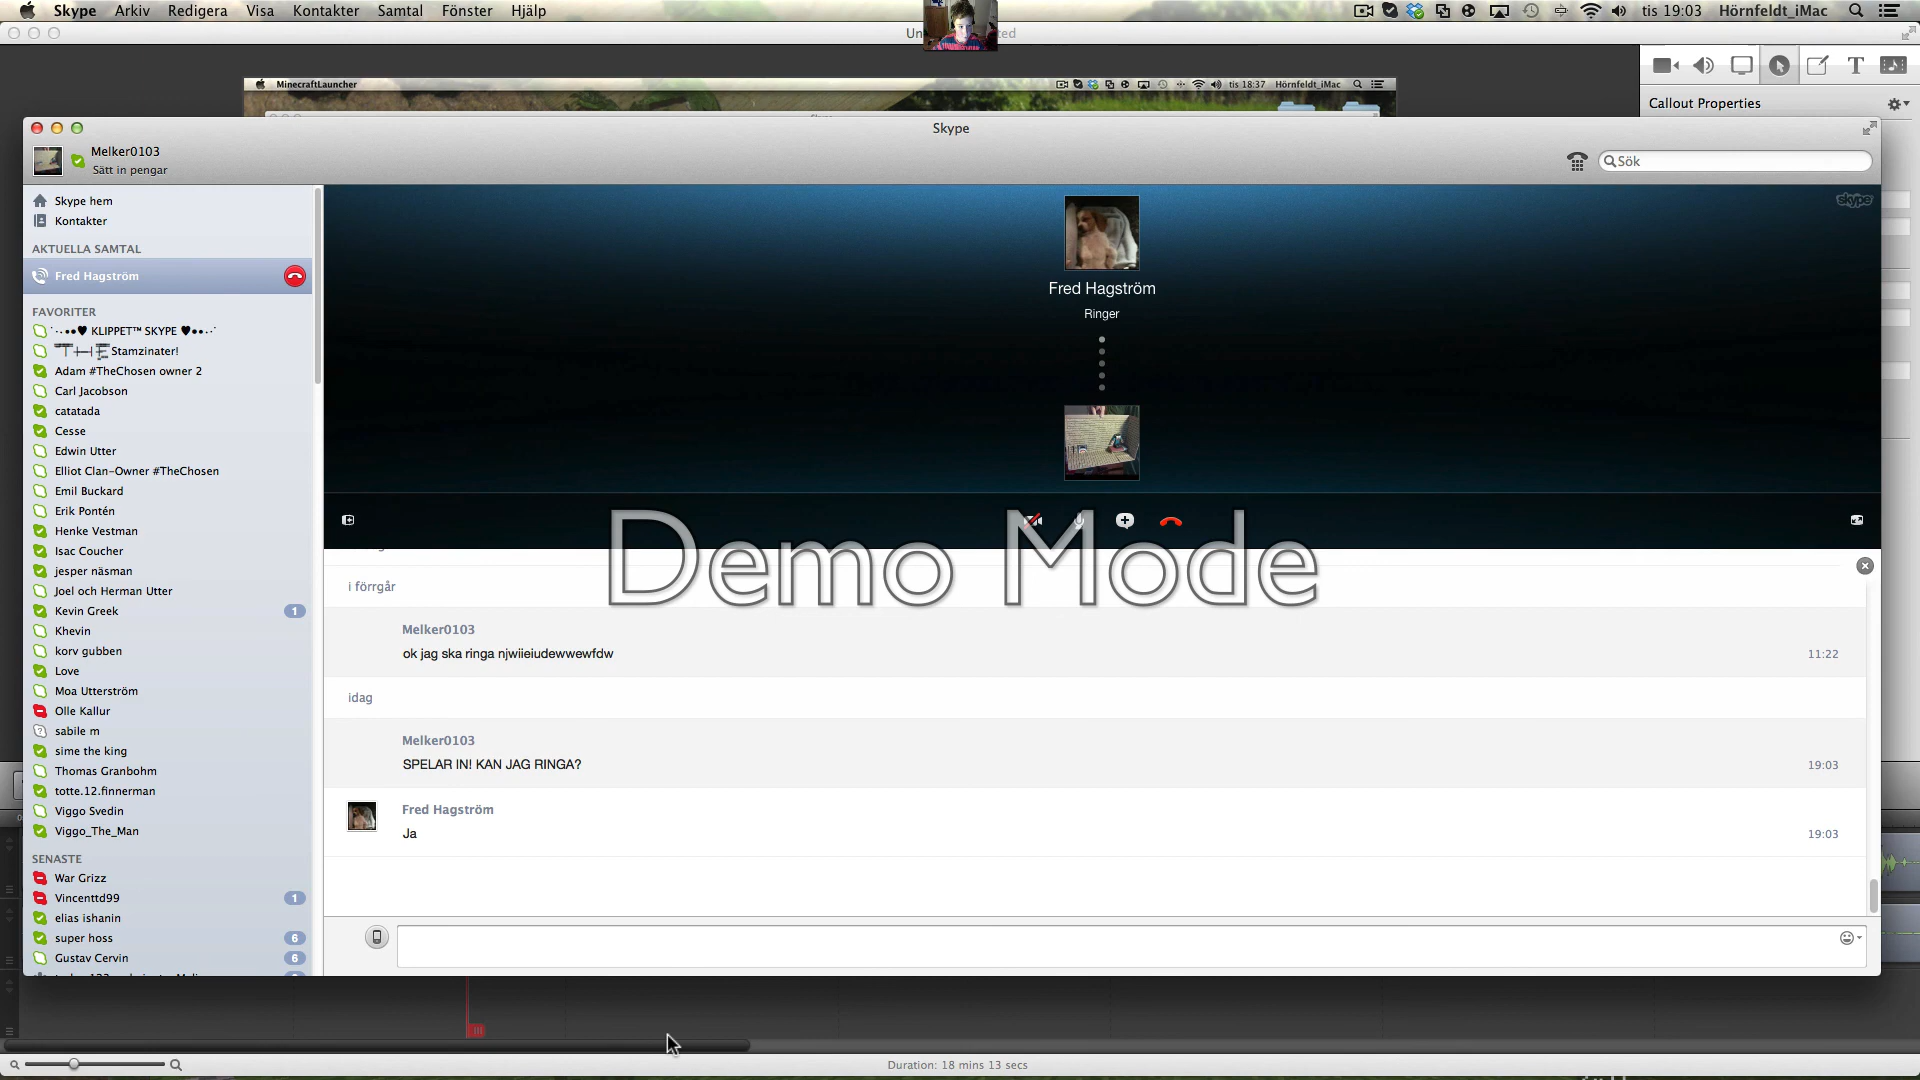 Skype Arkiv Redigera Visa Kontakter Samtal Fönster Hjälp tis 19:03 Hörnfeldt_iMac
MinecraftLauncher tis 18:37 Hörnfeldt_iMac
Callout Properties
Skype
Melker0103
Sätt in pengar
Sök
Skype hem
Kontakter
AKTUELLA SAMTAL
Fred Hagström
FAVORITER
KLIPPET™ SKYPE
Stamzinater!
Adam #TheChosen owner 2
Carl Jacobson
catatada
Cesse
Edwin Utter
Elliot Clan-Owner #TheChosen
Emil Buckard
Erik Pontén
Henke Vestman
Isac Coucher
jesper näsman
Joel och Herman Utter
Kevin Greek 1
Khevin
korv gubben
Love
Moa Utterström
Olle Kallur
sabile m
sime the king
Thomas Granbohm
totte.12.finnerman
Viggo Svedin
Viggo_The_Man
SENASTE
War Grizz
Vincenttd99 1
elias ishanin
super hoss 6
Gustav Cervin 6
skype
Fred Hagström
Ringer
Demo Mode
i förrgår
Melker0103
ok jag ska ringa njwiieiudewwewfdw 11:22
idag
Melker0103
SPELAR IN! KAN JAG RINGA? 19:03
Fred Hagström
Ja 19:03
Duration: 18 mins 13 secs